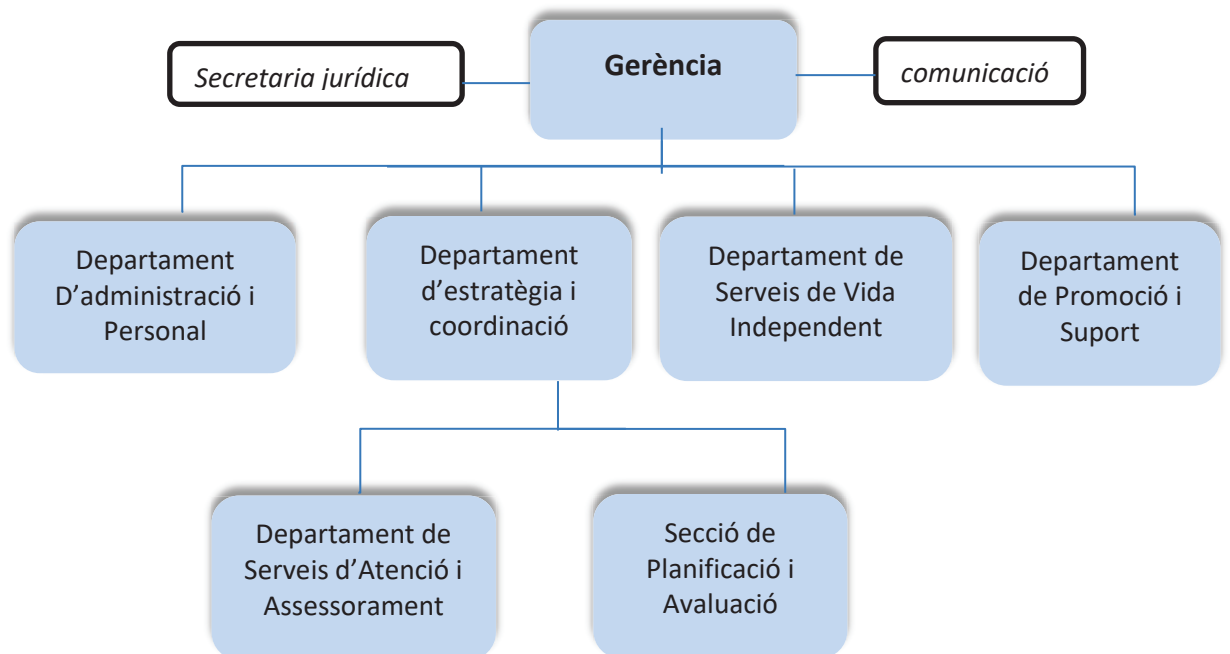 Secretaria jurídica
Gerència
comunicació
Departament
D’administració i
Personal
Departament
d’estratègia i
coordinació
Departament de
Serveis de Vida
Independent
Departament
de Promoció i
Suport
Departament de
Serveis d’Atenció i
Assessorament
Secció de
Planificació i
Avaluació